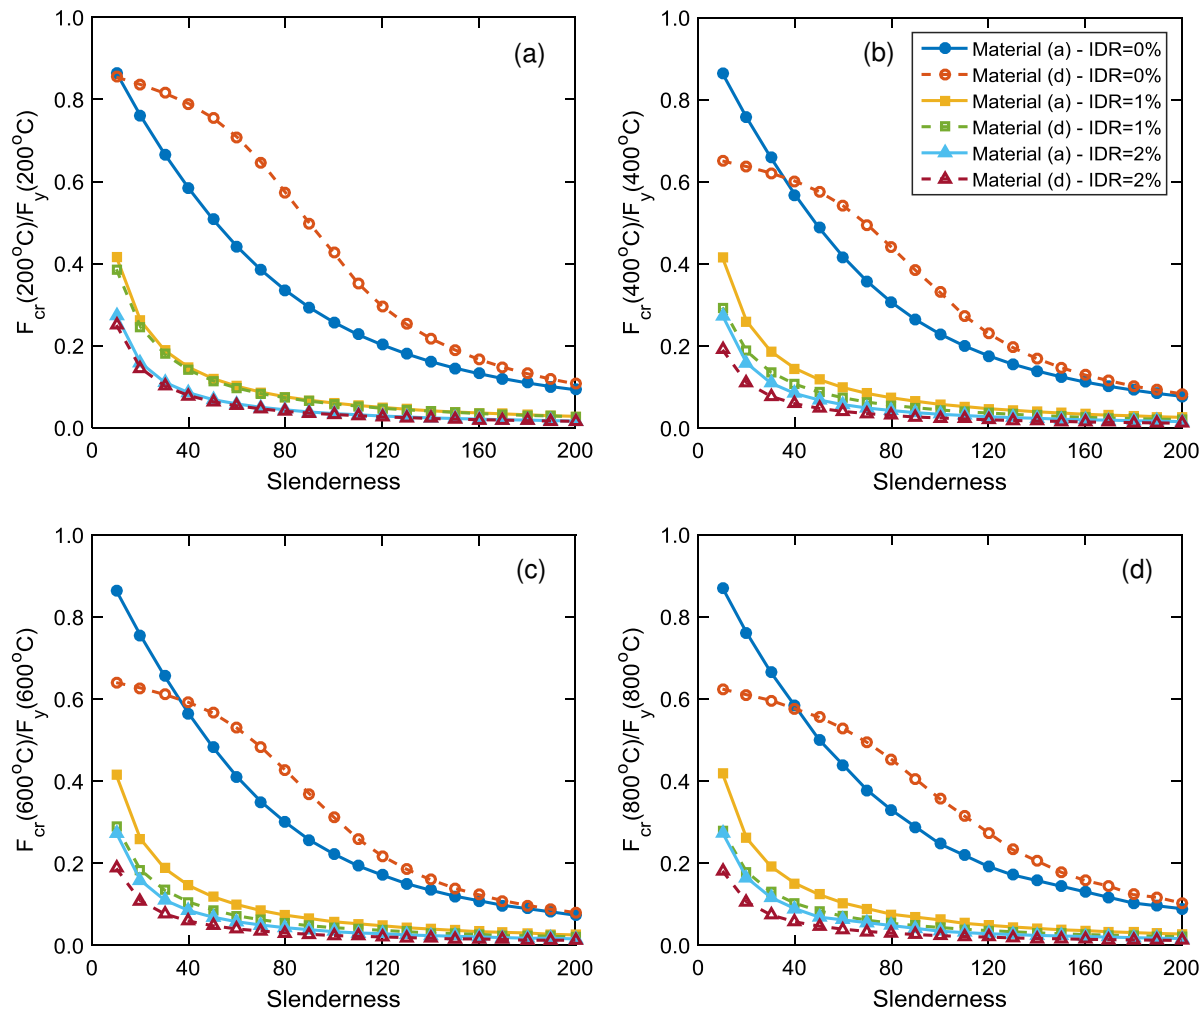 1.0
0.8
0.6
0.4
0.2
0.0
0
40
80
120
160
200
Slenderness
F_cr(200°C)/F_y(200°C)
(a)
1.0
0.8
0.6
0.4
0.2
0.0
0
40
80
120
160
200
Slenderness
F_cr(400°C)/F_y(400°C)
(b)
Material (a) - IDR=0%
Material (d) - IDR=0%
Material (a) - IDR=1%
Material (d) - IDR=1%
Material (a) - IDR=2%
Material (d) - IDR=2%
1.0
0.8
0.6
0.4
0.2
0.0
0
40
80
120
160
200
Slenderness
F_cr(600°C)/F_y(600°C)
(c)
1.0
0.8
0.6
0.4
0.2
0.0
0
40
80
120
160
200
Slenderness
F_cr(800°C)/F_y(800°C)
(d)